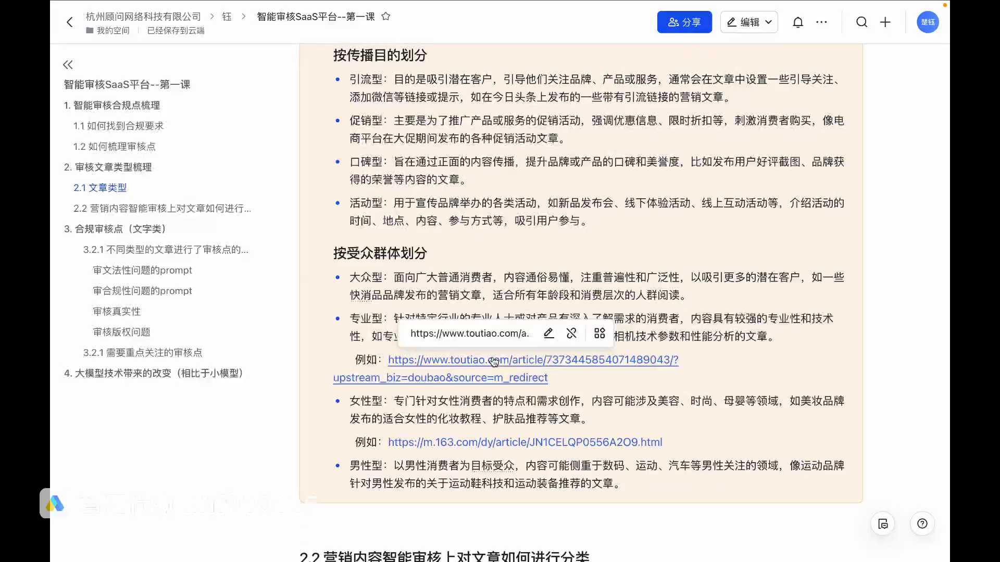 杭州顾问网络科技有限公司 > 钰 > 智能审核SaaS平台--第一课
我的空间 | 已经保存到云端
分享
编辑
楚钰
智能审核SaaS平台--第一课
1. 智能审核合规点梳理
1.1 如何找到合规要求
1.2 如何梳理审核点
2. 审核文章类型梳理
2.1 文章类型
2.2 营销内容智能审核上对文章如何进行...
3. 合规审核点（文字类）
3.2.1 不同类型的文章进行了审核点的...
审文法性问题的prompt
审合规性问题的prompt
审核真实性
审核版权问题
3.2.1 需要重点关注的审核点
4. 大模型技术带来的改变（相比于小模型）
按传播目的划分
引流型：目的是吸引潜在客户，引导他们关注品牌、产品或服务，通常会在文章中设置一些引导关注、
添加微信等链接或提示，如在今日头条上发布的一些带有引流链接的营销文章。
促销型：主要是为了推广产品或服务的促销活动，强调优惠信息、限时折扣等，刺激消费者购买，像电
商平台在大促期间发布的各种促销活动文章。
口碑型：旨在通过正面的内容传播，提升品牌或产品的口碑和美誉度，比如发布用户好评截图、品牌获
得的荣誉等内容的文章。
活动型：用于宣传品牌举办的各类活动，如新品发布会、线下体验活动、线上互动活动等，介绍活动的
时间、地点、内容、参与方式等，吸引用户参与。
按受众群体划分
大众型：面向广大普通消费者，内容通俗易懂，注重普遍性和广泛性，以吸引更多的潜在客户，如一些
快消品品牌发布的营销文章，适合所有年龄段和消费层次的人群阅读。
专业型：针对特定行业的专业人士或对产品有深入了解需求的消费者，内容具有较强的专业性和技术
性，如专业 相机技术参数和性能分析的文章。
https://www.toutiao.com/a.
例如：https://www.toutiao.com/article/7373445854071489043/?
upstream_biz=doubao&source=m_redirect
女性型：专门针对女性消费者的特点和需求创作，内容可能涉及美容、时尚、母婴等领域，如美妆品牌
发布的适合女性的化妆教程、护肤品推荐等文章。
例如：https://m.163.com/dy/article/JN1CELQP0556A2O9.html
男性型：以男性消费者为目标受众，内容可能侧重于数码、运动、汽车等男性关注的领域，像运动品牌
针对男性发布的关于运动鞋科技和运动装备推荐的文章。
2.2 营销内容智能审核上对文章如何进行分类